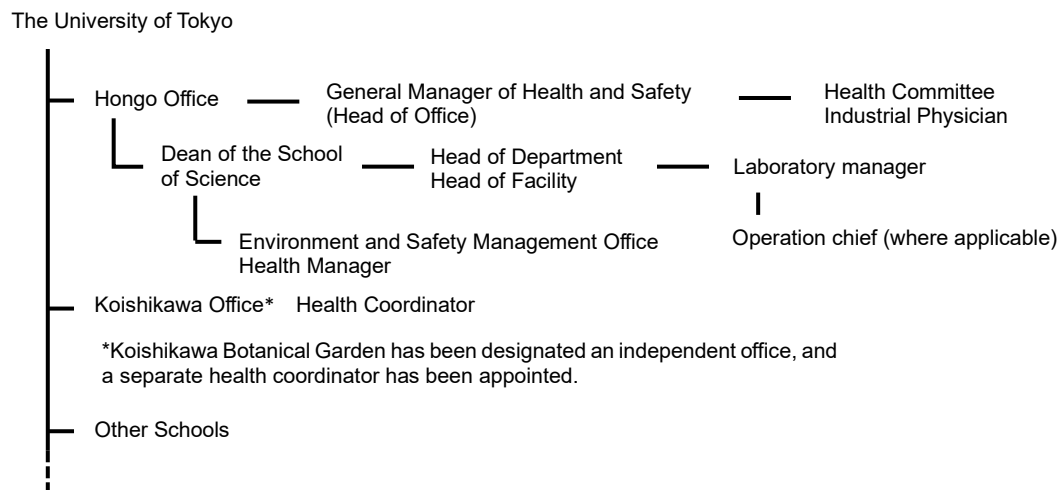 The University of Tokyo
Hongo Office
General Manager of Health and Safety
(Head of Office)
Health Committee
Industrial Physician
Dean of the School
of Science
Head of Department
Head of Facility
Laboratory manager
Environment and Safety Management Office
Health Manager
Operation chief (where applicable)
Koishikawa Office* Health Coordinator
*Koishikawa Botanical Garden has been designated an independent office, and
a separate health coordinator has been appointed.
Other Schools